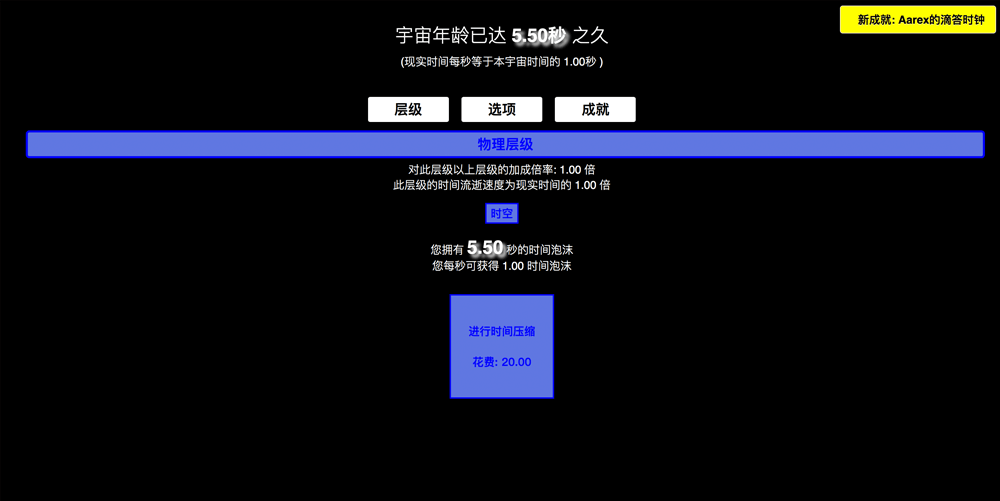 新成就: Aarex的滴答时钟
宇宙年龄已达 5.50秒 之久
(现实时间每秒等于本宇宙时间的 1.00秒 )
层级 选项 成就
物理层级
对此层级以上层级的加成倍率: 1.00 倍
此层级的时间流逝速度为现实时间的 1.00 倍
时空
您拥有 5.50 秒的时间泡沫
您每秒可获得 1.00 时间泡沫
进行时间压缩
花费: 20.00